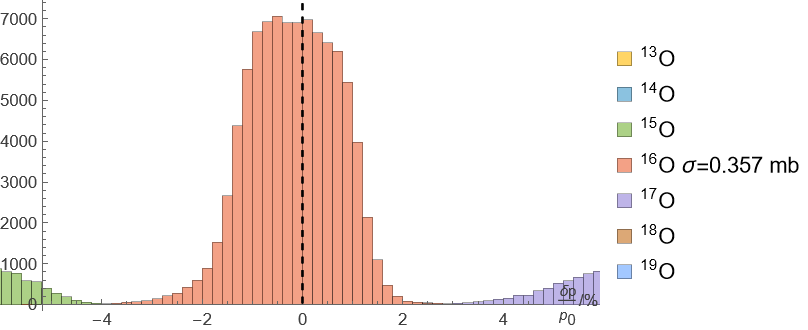 7000
6000
5000
4000
3000
2000
1000
0
−4 −2 0 2 4
δp/p0 /%
¹³O
¹⁴O
¹⁵O
¹⁶O σ=0.357 mb
¹⁷O
¹⁸O
¹⁹O